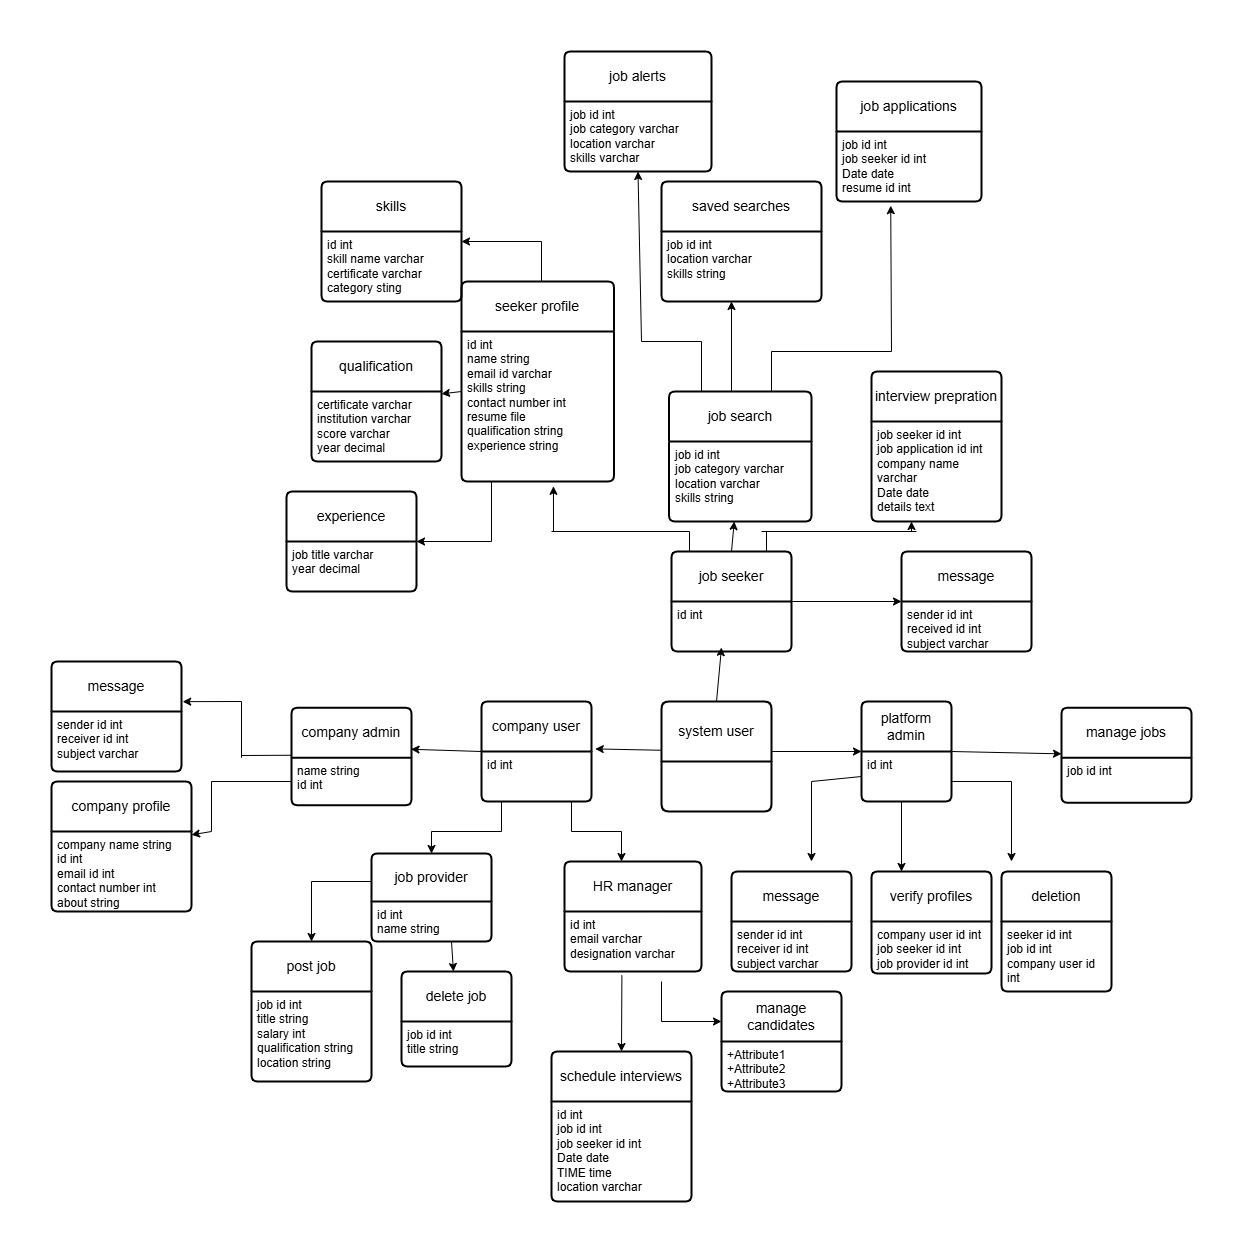 job alerts
job id int
job category varchar
location varchar
skills varchar
job applications
job id int
job seeker id int
Date date
resume id int
skills
id int
skill name varchar
certificate varchar
category sting
saved searches
job id int
location varchar
skills string
seeker profile
id int
name string
email id varchar
skills string
contact number int
resume file
qualification string
experience string
qualification
certificate varchar
institution varchar
score varchar
year decimal
job search
job id int
job category varchar
location varchar
skills string
interview prepration
job seeker id int
job application id int
company name
varchar
Date date
details text
experience
job title varchar
year decimal
job seeker
id int
message
sender id int
received id int
subject varchar
message
sender id int
receiver id int
subject varchar
company admin
name string
id int
company user
id int
system user
platform
admin
id int
manage jobs
job id int
company profile
company name string
id int
email id int
contact number int
about string
job provider
id int
name string
HR manager
id int
email varchar
designation varchar
message
sender id int
receiver id int
subject varchar
verify profiles
company user id int
job seeker id int
job provider id int
deletion
seeker id int
job id int
company user id
int
post job
job id int
title string
salary int
qualification string
location string
delete job
job id int
title string
manage
candidates
+Attribute1
+Attribute2
+Attribute3
schedule interviews
id int
job id int
job seeker id int
Date date
TIME time
location varchar